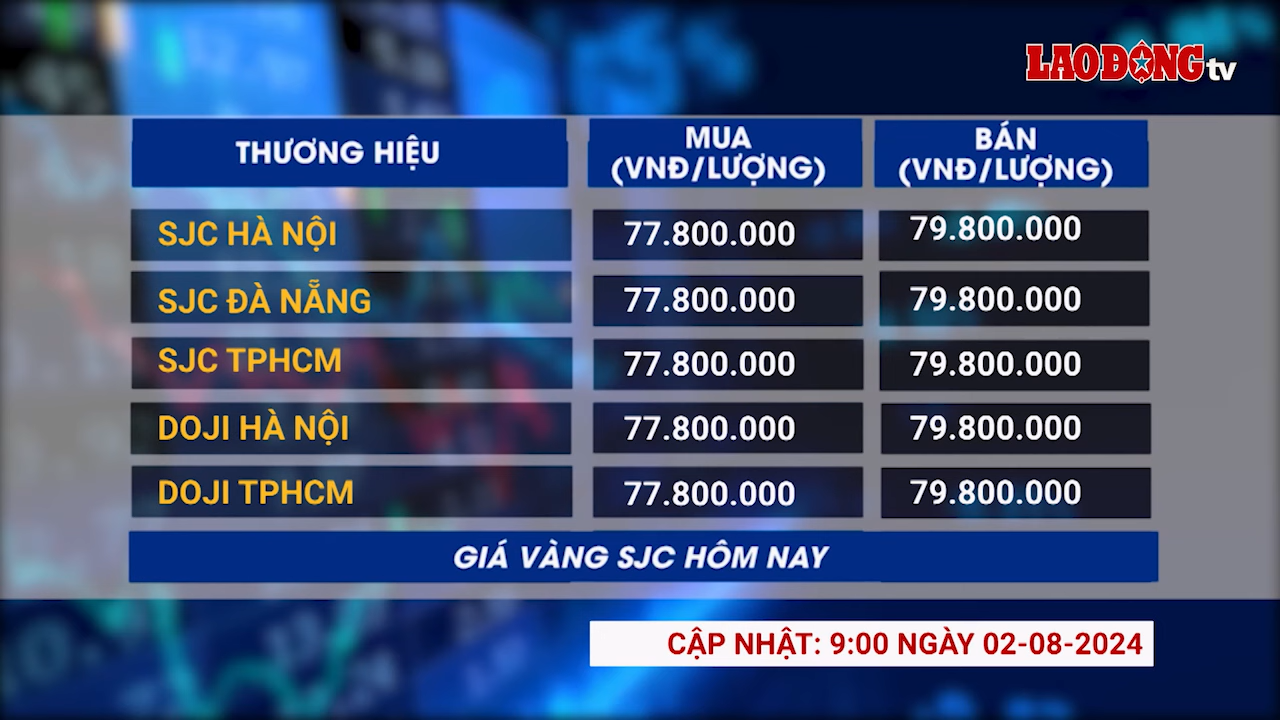 LAO ĐỘNG tv
THƯƠNG HIỆU
MUA
(VNĐ/LƯỢNG)
BÁN
(VNĐ/LƯỢNG)
SJC HÀ NỘI 77.800.000 79.800.000
SJC ĐÀ NẴNG 77.800.000 79.800.000
SJC TPHCM 77.800.000 79.800.000
DOJI HÀ NỘI 77.800.000 79.800.000
DOJI TPHCM 77.800.000 79.800.000
GIÁ VÀNG SJC HÔM NAY
CẬP NHẬT: 9:00 NGÀY 02-08-2024